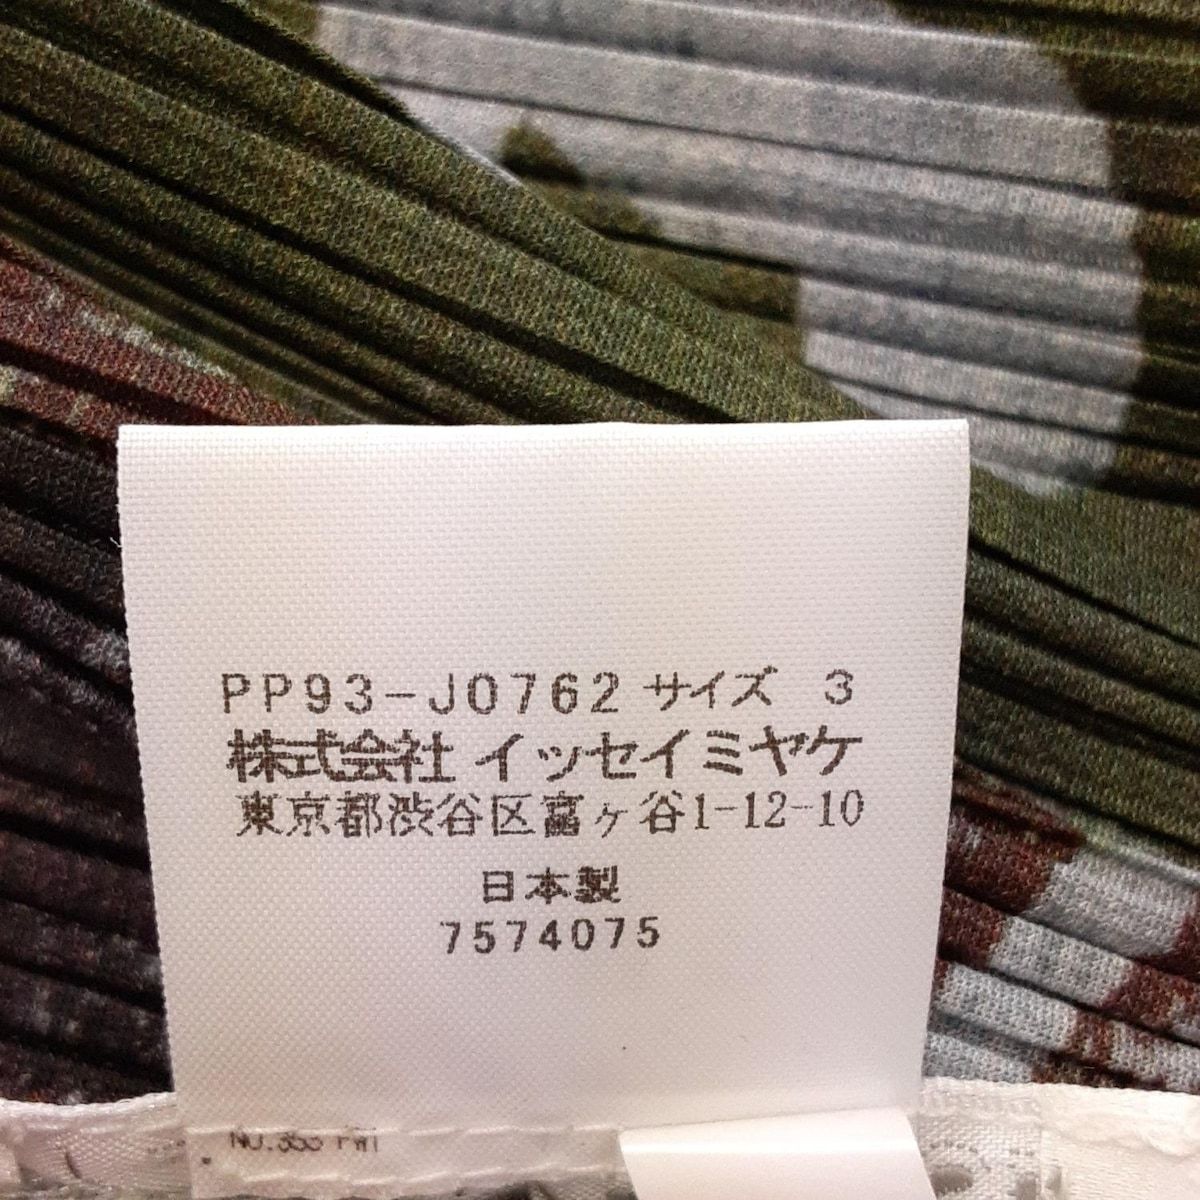 PP93-J0762 サイズ 3
株式会社 イッセイミヤケ
東京都渋谷区富ヶ谷1-12-10
日本製
7574075